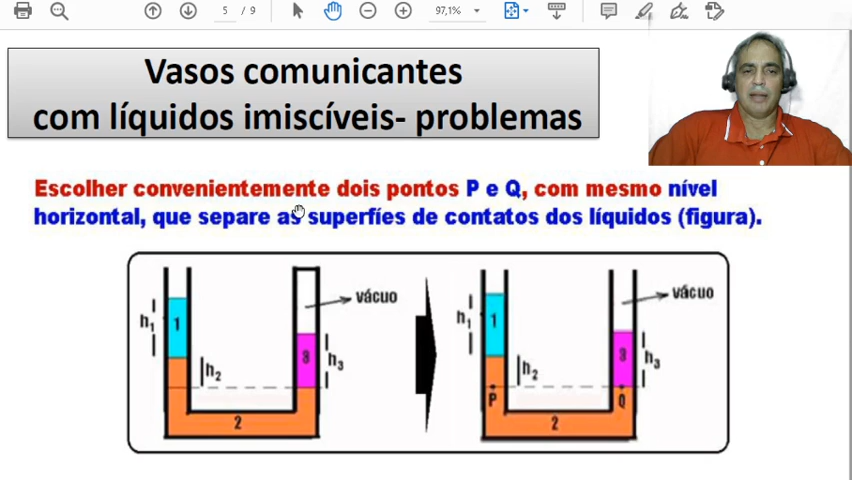 5 / 9
97,1%
Vasos comunicantes
com líquidos imiscíveis- problemas
Escolher convenientemente dois pontos P e Q, com mesmo nível
horizontal, que separe as superfíes de contatos dos líquidos (figura).
vácuo
h1
1
3
h3
h2
2
vácuo
h1
1
3
h3
h2
P
Q
2